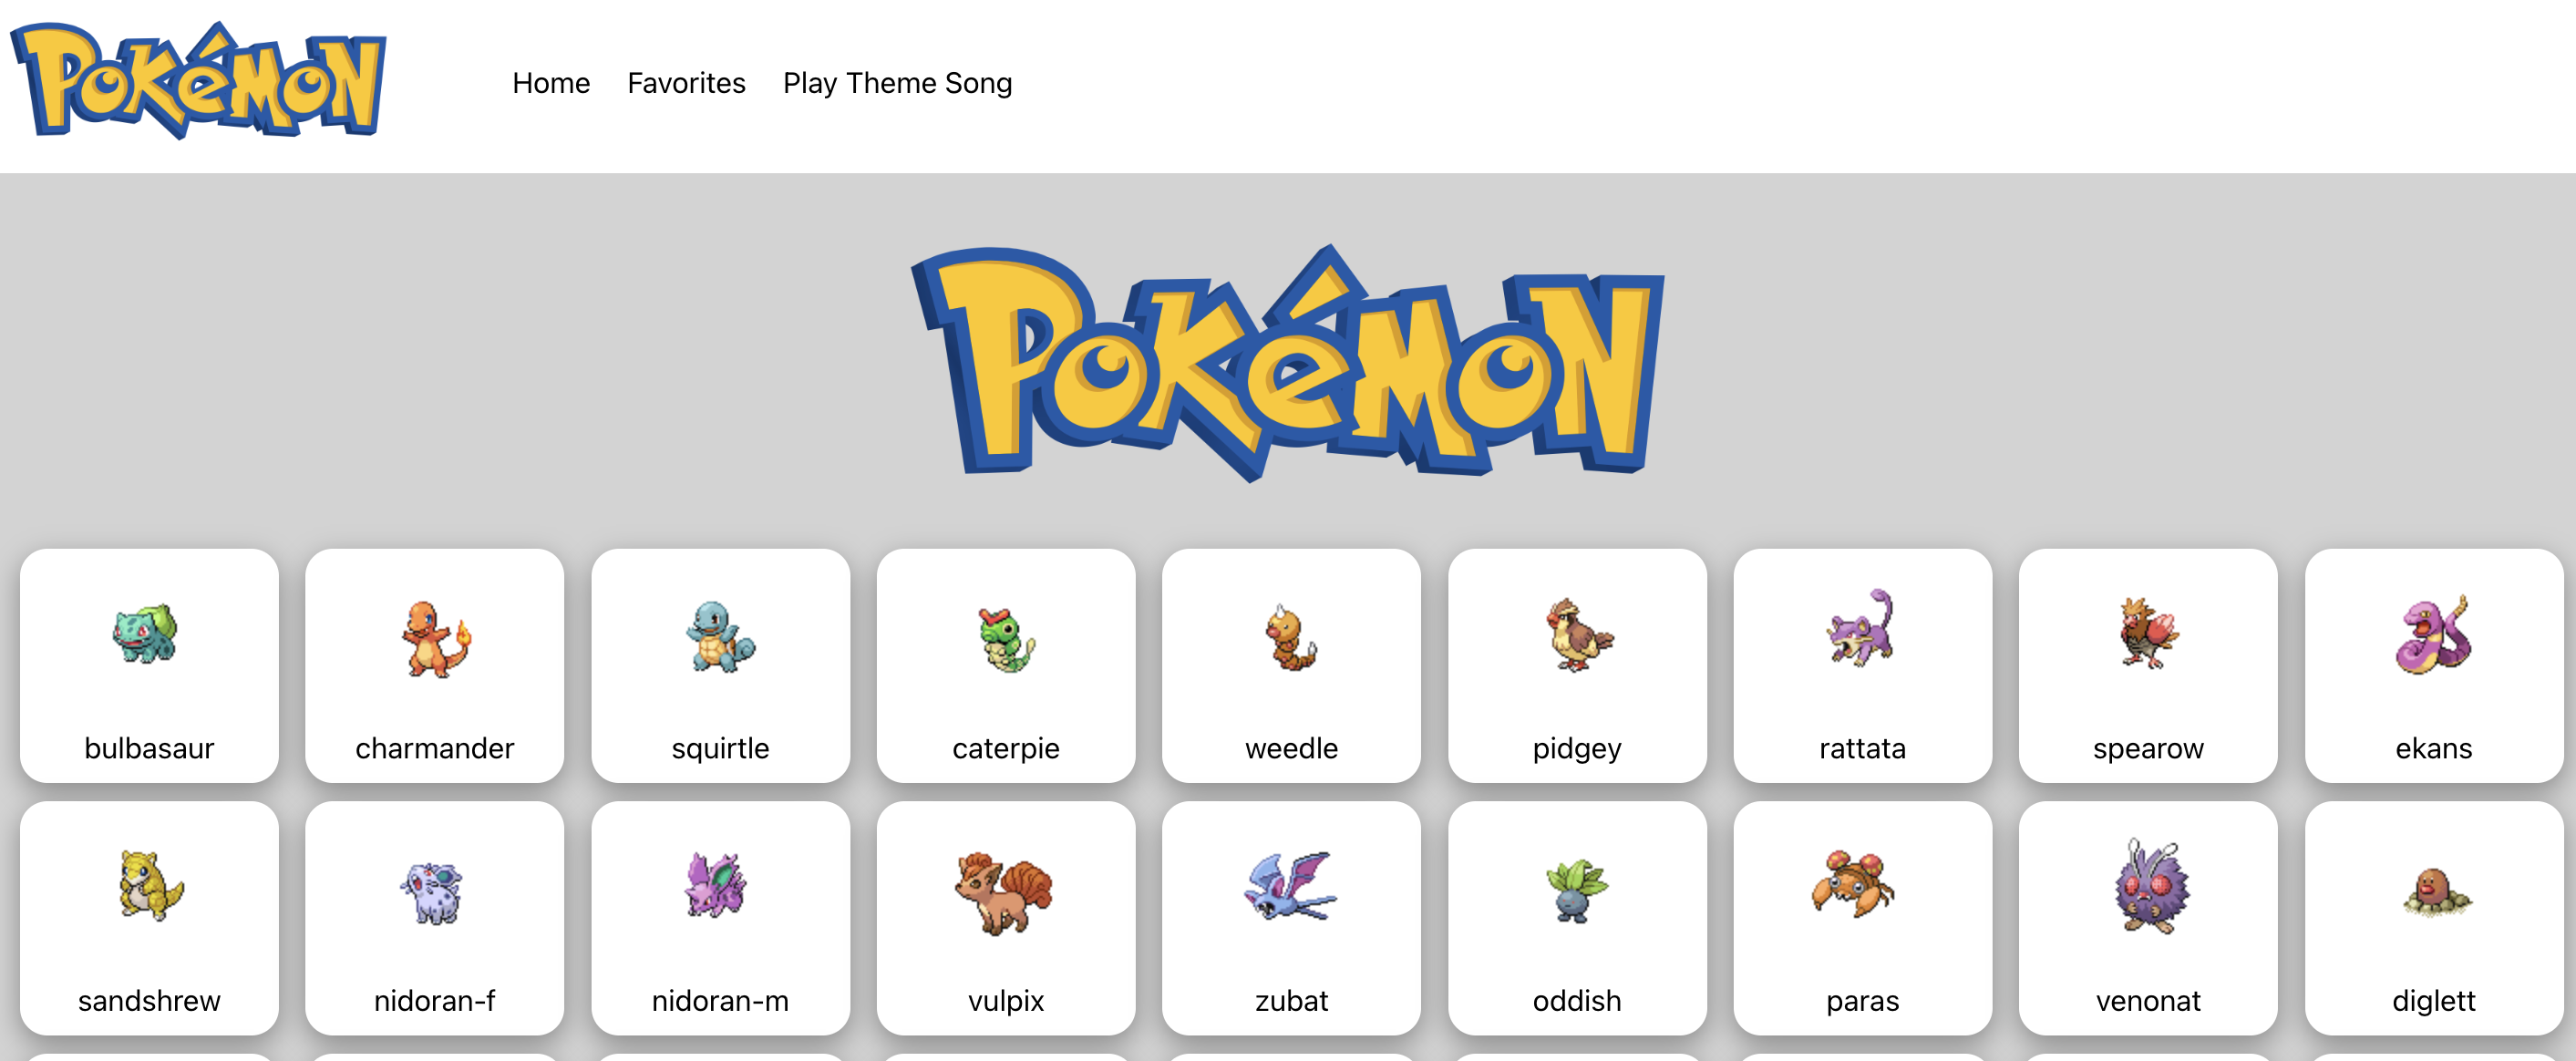 Pokémon
Home Favorites Play Theme Song
Pokémon
bulbasaur charmander squirtle caterpie weedle pidgey rattata spearow ekans
sandshrew nidoran-f nidoran-m vulpix zubat oddish paras venonat diglett